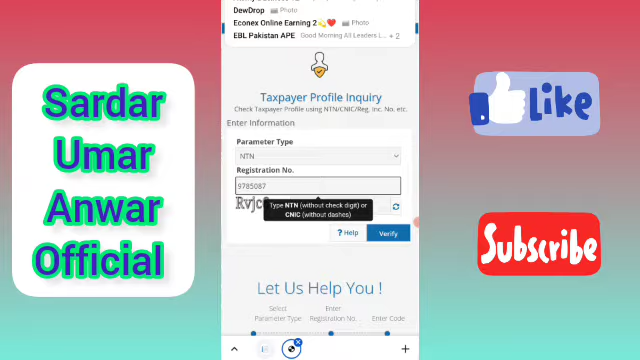 Sardar
Umar
Anwar
Official
DewDrop Photo
Econex Online Earning 2💫❤️ Photo
EBL Pakistan APE Good Morning All Leaders I... + 2
Taxpayer Profile Inquiry
Check Taxpayer Profile using NTN/CNIC/Reg. Inc. No. etc.
Enter Information
Parameter Type
NTN
Registration No.
9785087
Type NTN (without check digit) or
CNIC (without dashes)
? Help
Verify
Let Us Help You !
Select
Parameter Type
Enter
Registration No.
Enter Code
Like
Subscribe